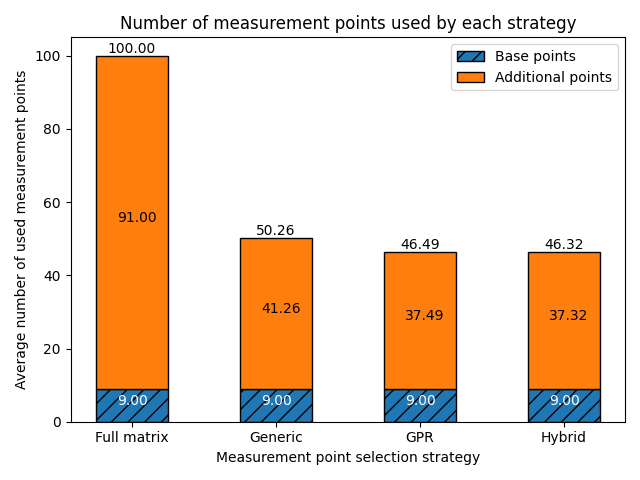 Number of measurement points used by each strategy
Average number of used measurement points
100
80
60
40
20
0
Base points
Additional points
100.00
50.26
46.49
46.32
91.00
41.26
37.49
37.32
9.00
9.00
9.00
9.00
Full matrix
Generic
GPR
Hybrid
Measurement point selection strategy